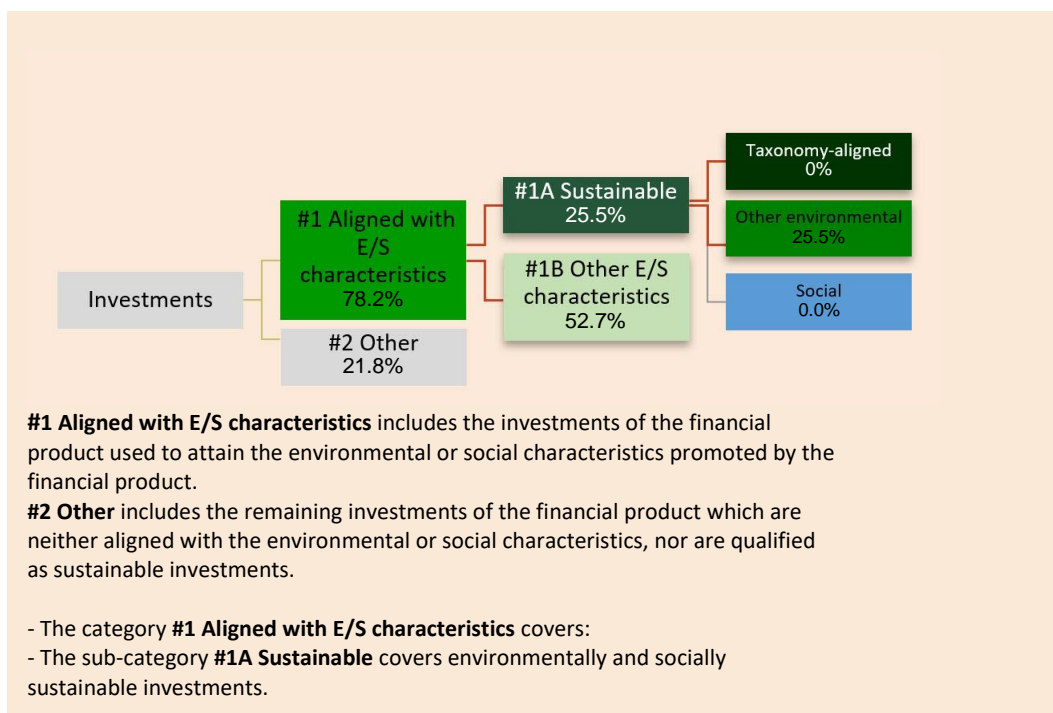 Investments
#1 Aligned with
E/S
characteristics
78.2%
#2 Other
21.8%
#1A Sustainable
25.5%
#1B Other E/S
characteristics
52.7%
Taxonomy-aligned
0%
Other environmental
25.5%
Social
0.0%
#1 Aligned with E/S characteristics includes the investments of the financial
product used to attain the environmental or social characteristics promoted by the
financial product.
#2 Other includes the remaining investments of the financial product which are
neither aligned with the environmental or social characteristics, nor are qualified
as sustainable investments.
- The category #1 Aligned with E/S characteristics covers:
- The sub-category #1A Sustainable covers environmentally and socially
sustainable investments.